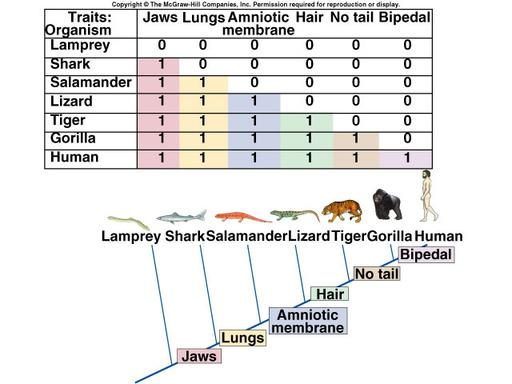 Copyright © The McGraw-Hill Companies, Inc. Permission required for reproduction or display.
Traits: Jaws Lungs Amniotic Hair No tail Bipedal
Organism membrane
Lamprey 0 0 0 0 0 0
Shark 1 0 0 0 0 0
Salamander 1 1 0 0 0 0
Lizard 1 1 1 0 0 0
Tiger 1 1 1 1 0 0
Gorilla 1 1 1 1 1 0
Human 1 1 1 1 1 1
Lamprey Shark Salamander Lizard Tiger Gorilla Human
Bipedal
No tail
Hair
Amniotic
membrane
Lungs
Jaws